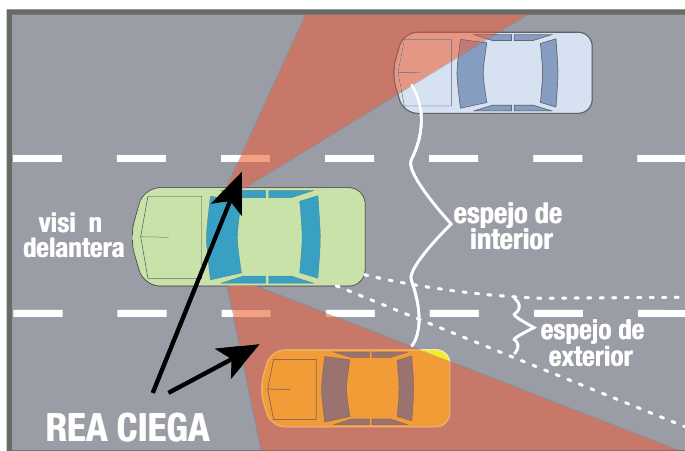 visi n
delantera
espejo de
interior
espejo de
exterior
REA CIEGA